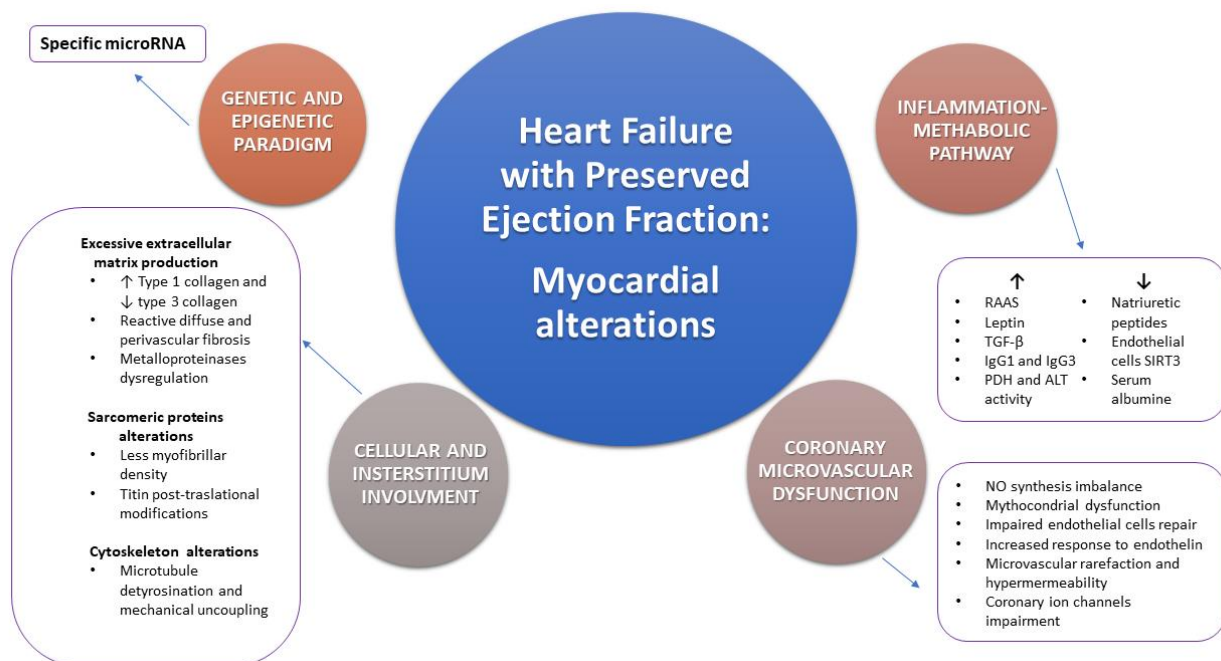 Specific microRNA
GENETIC AND
EPIGENETIC
PARADIGM
Heart Failure
with Preserved
Ejection Fraction:
Myocardial
alterations
INFLAMMATION-
METHABOLIC
PATHWAY
Excessive extracellular
matrix production
• ↑ Type 1 collagen and
↓ type 3 collagen
• Reactive diffuse and
perivascular fibrosis
• Metalloproteinases
dysregulation
Sarcomeric proteins
alterations
• Less myofibrillar
density
• Titin post-traslational
modifications
Cytoskeleton alterations
• Microtubule
detyrosination and
mechanical uncoupling
CELLULAR AND
INSTERSTITIUM
INVOLVMENT
CORONARY
MICROVASCULAR
DYSFUNCTION
↑
• RAAS
• Leptin
• TGF-β
• IgG1 and IgG3
• PDH and ALT
activity
↓
• Natriuretic
peptides
• Endothelial
cells SIRT3
• Serum
albumine
• NO synthesis imbalance
• Mythocondrial dysfunction
• Impaired endothelial cells repair
• Increased response to endothelin
• Microvascular rarefaction and
hypermermeability
• Coronary ion channels
impairment